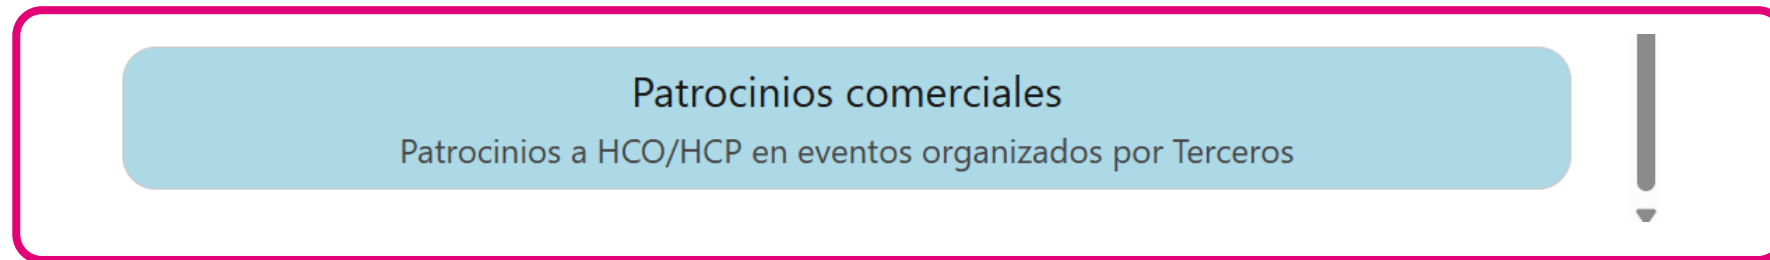 Patrocinios comerciales
Patrocinios a HCO/HCP en eventos organizados por Terceros